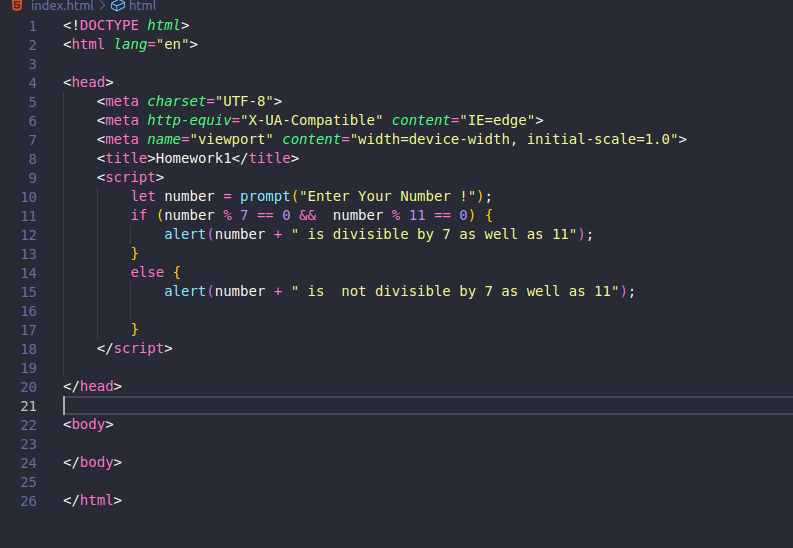 index.html > html
1 <!DOCTYPE html>
2 <html lang="en">
3
4 <head>
5     <meta charset="UTF-8">
6     <meta http-equiv="X-UA-Compatible" content="IE=edge">
7     <meta name="viewport" content="width=device-width, initial-scale=1.0">
8     <title>Homework1</title>
9     <script>
10         let number = prompt("Enter Your Number !");
11         if (number % 7 == 0 &&  number % 11 == 0) {
12             alert(number + " is divisible by 7 as well as 11");
13         }
14         else {
15             alert(number + " is  not divisible by 7 as well as 11");
16
17         }
18     </script>
19
20 </head>
21
22 <body>
23
24 </body>
25
26 </html>